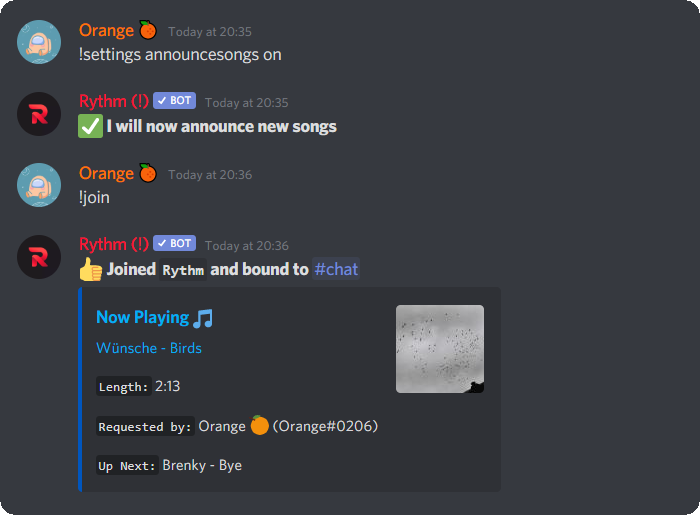 Orange 🍊 Today at 20:35
!settings announcesongs on
Rythm (!) ✓ BOT Today at 20:35
✅ I will now announce new songs
Orange 🍊 Today at 20:36
!join
Rythm (!) ✓ BOT Today at 20:36
👍 Joined Rythm and bound to #chat
Now Playing 🎵
Wünsche - Birds
Length: 2:13
Requested by: Orange 🍊 (Orange#0206)
Up Next: Brenky - Bye